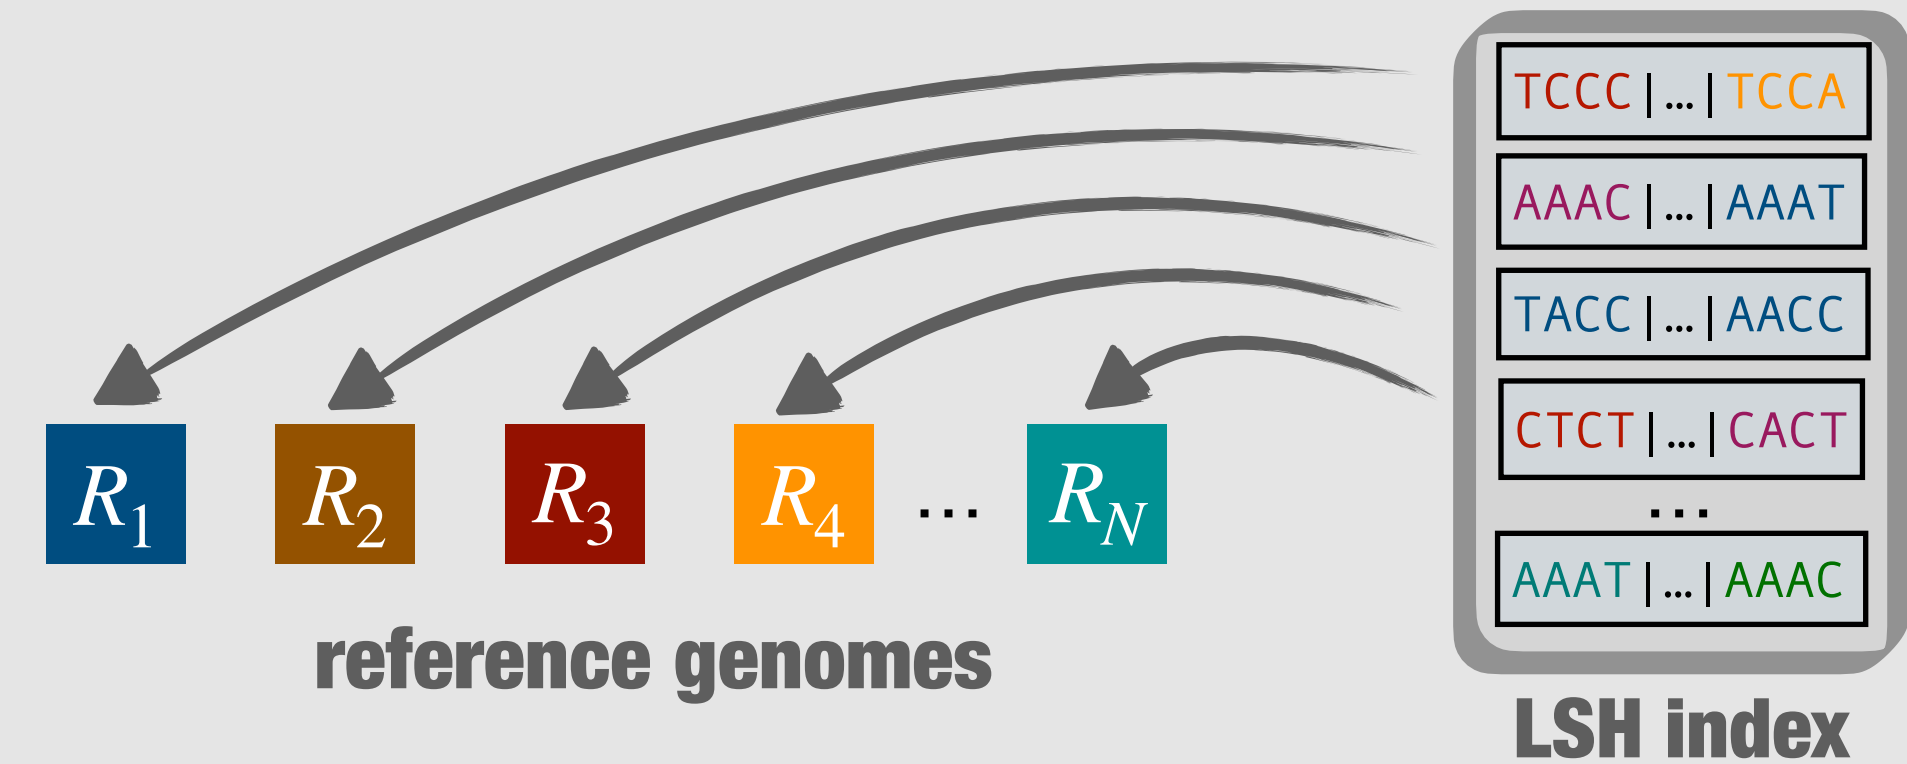 TCCC|...|TCCA
AAAC|...|AAAT
TACC|...|AACC
CTCT|...|CACT
...
AAAT|...|AAAC
R1 R2 R3 R4 ... RN
reference genomes
LSH index